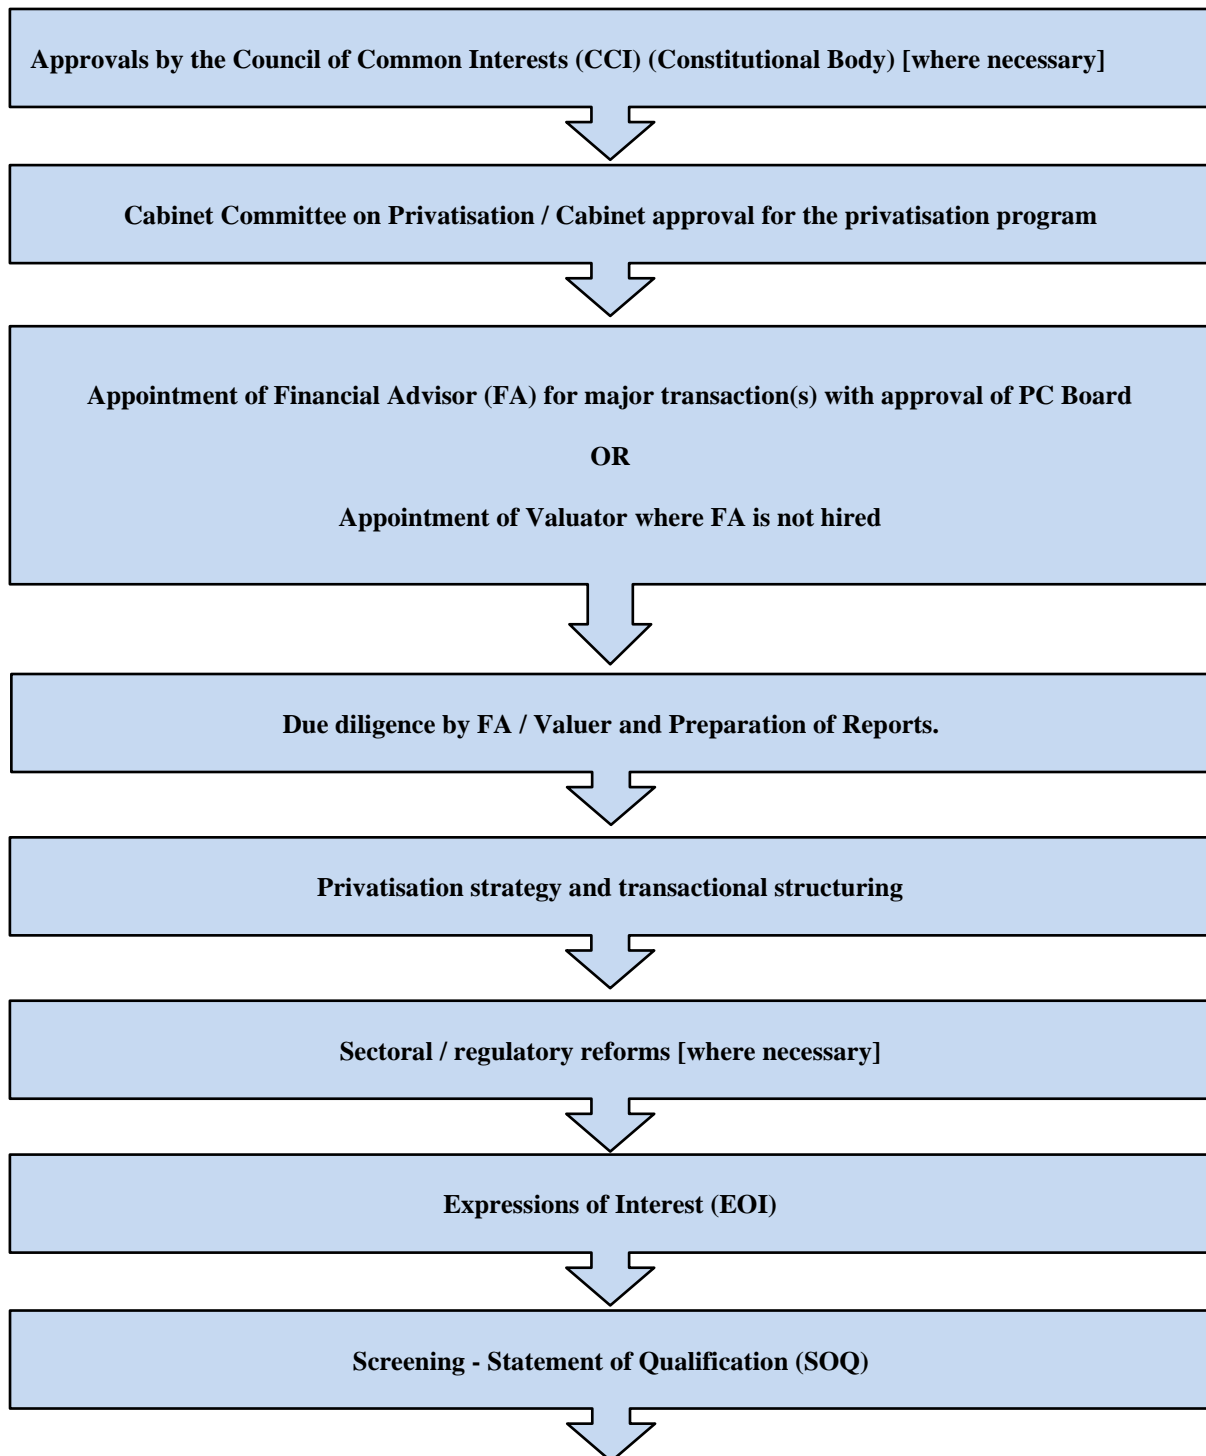 Approvals by the Council of Common Interests (CCI) (Constitutional Body) [where necessary]
Cabinet Committee on Privatisation / Cabinet approval for the privatisation program
Appointment of Financial Advisor (FA) for major transaction(s) with approval of PC Board
OR
Appointment of Valuator where FA is not hired
Due diligence by FA / Valuer and Preparation of Reports.
Privatisation strategy and transactional structuring
Sectoral / regulatory reforms [where necessary]
Expressions of Interest (EOI)
Screening - Statement of Qualification (SOQ)